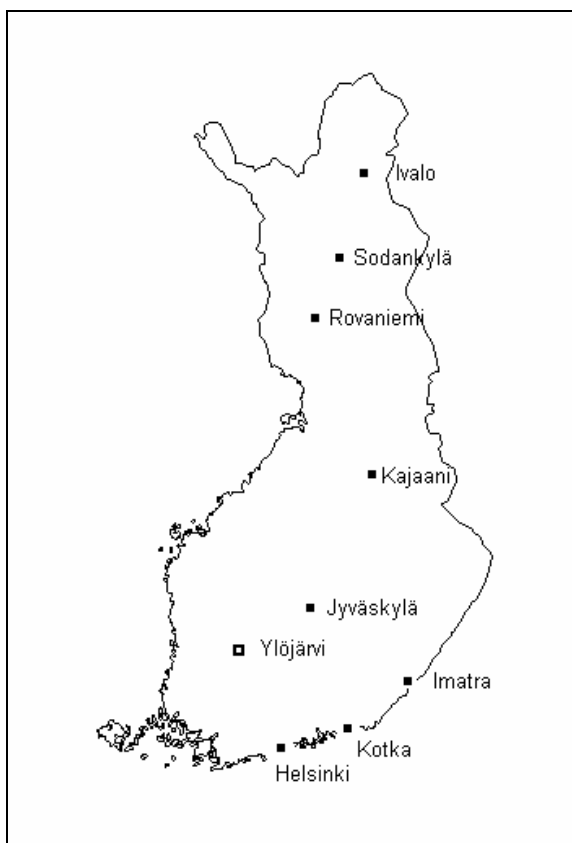 Ivalo
Sodankylä
Rovaniemi
Kajaani
Jyväskylä
Ylöjärvi
Imatra
Kotka
Helsinki